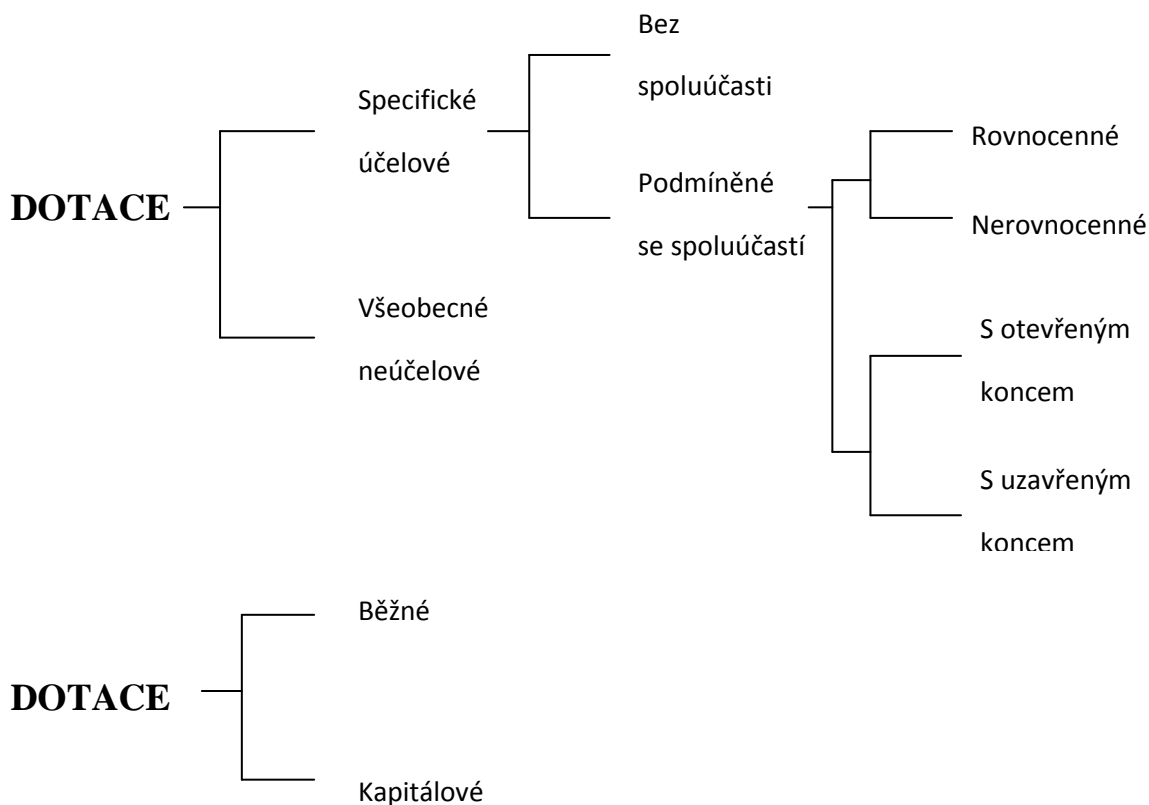 Bez
spoluúčasti
Specifické
účelové
DOTACE
Podmíněné
se spoluúčastí
Rovnocenné
Nerovnocenné
Všeobecné
neúčelové
S otevřeným
koncem
S uzavřeným
koncem
Běžné
DOTACE
Kapitálové